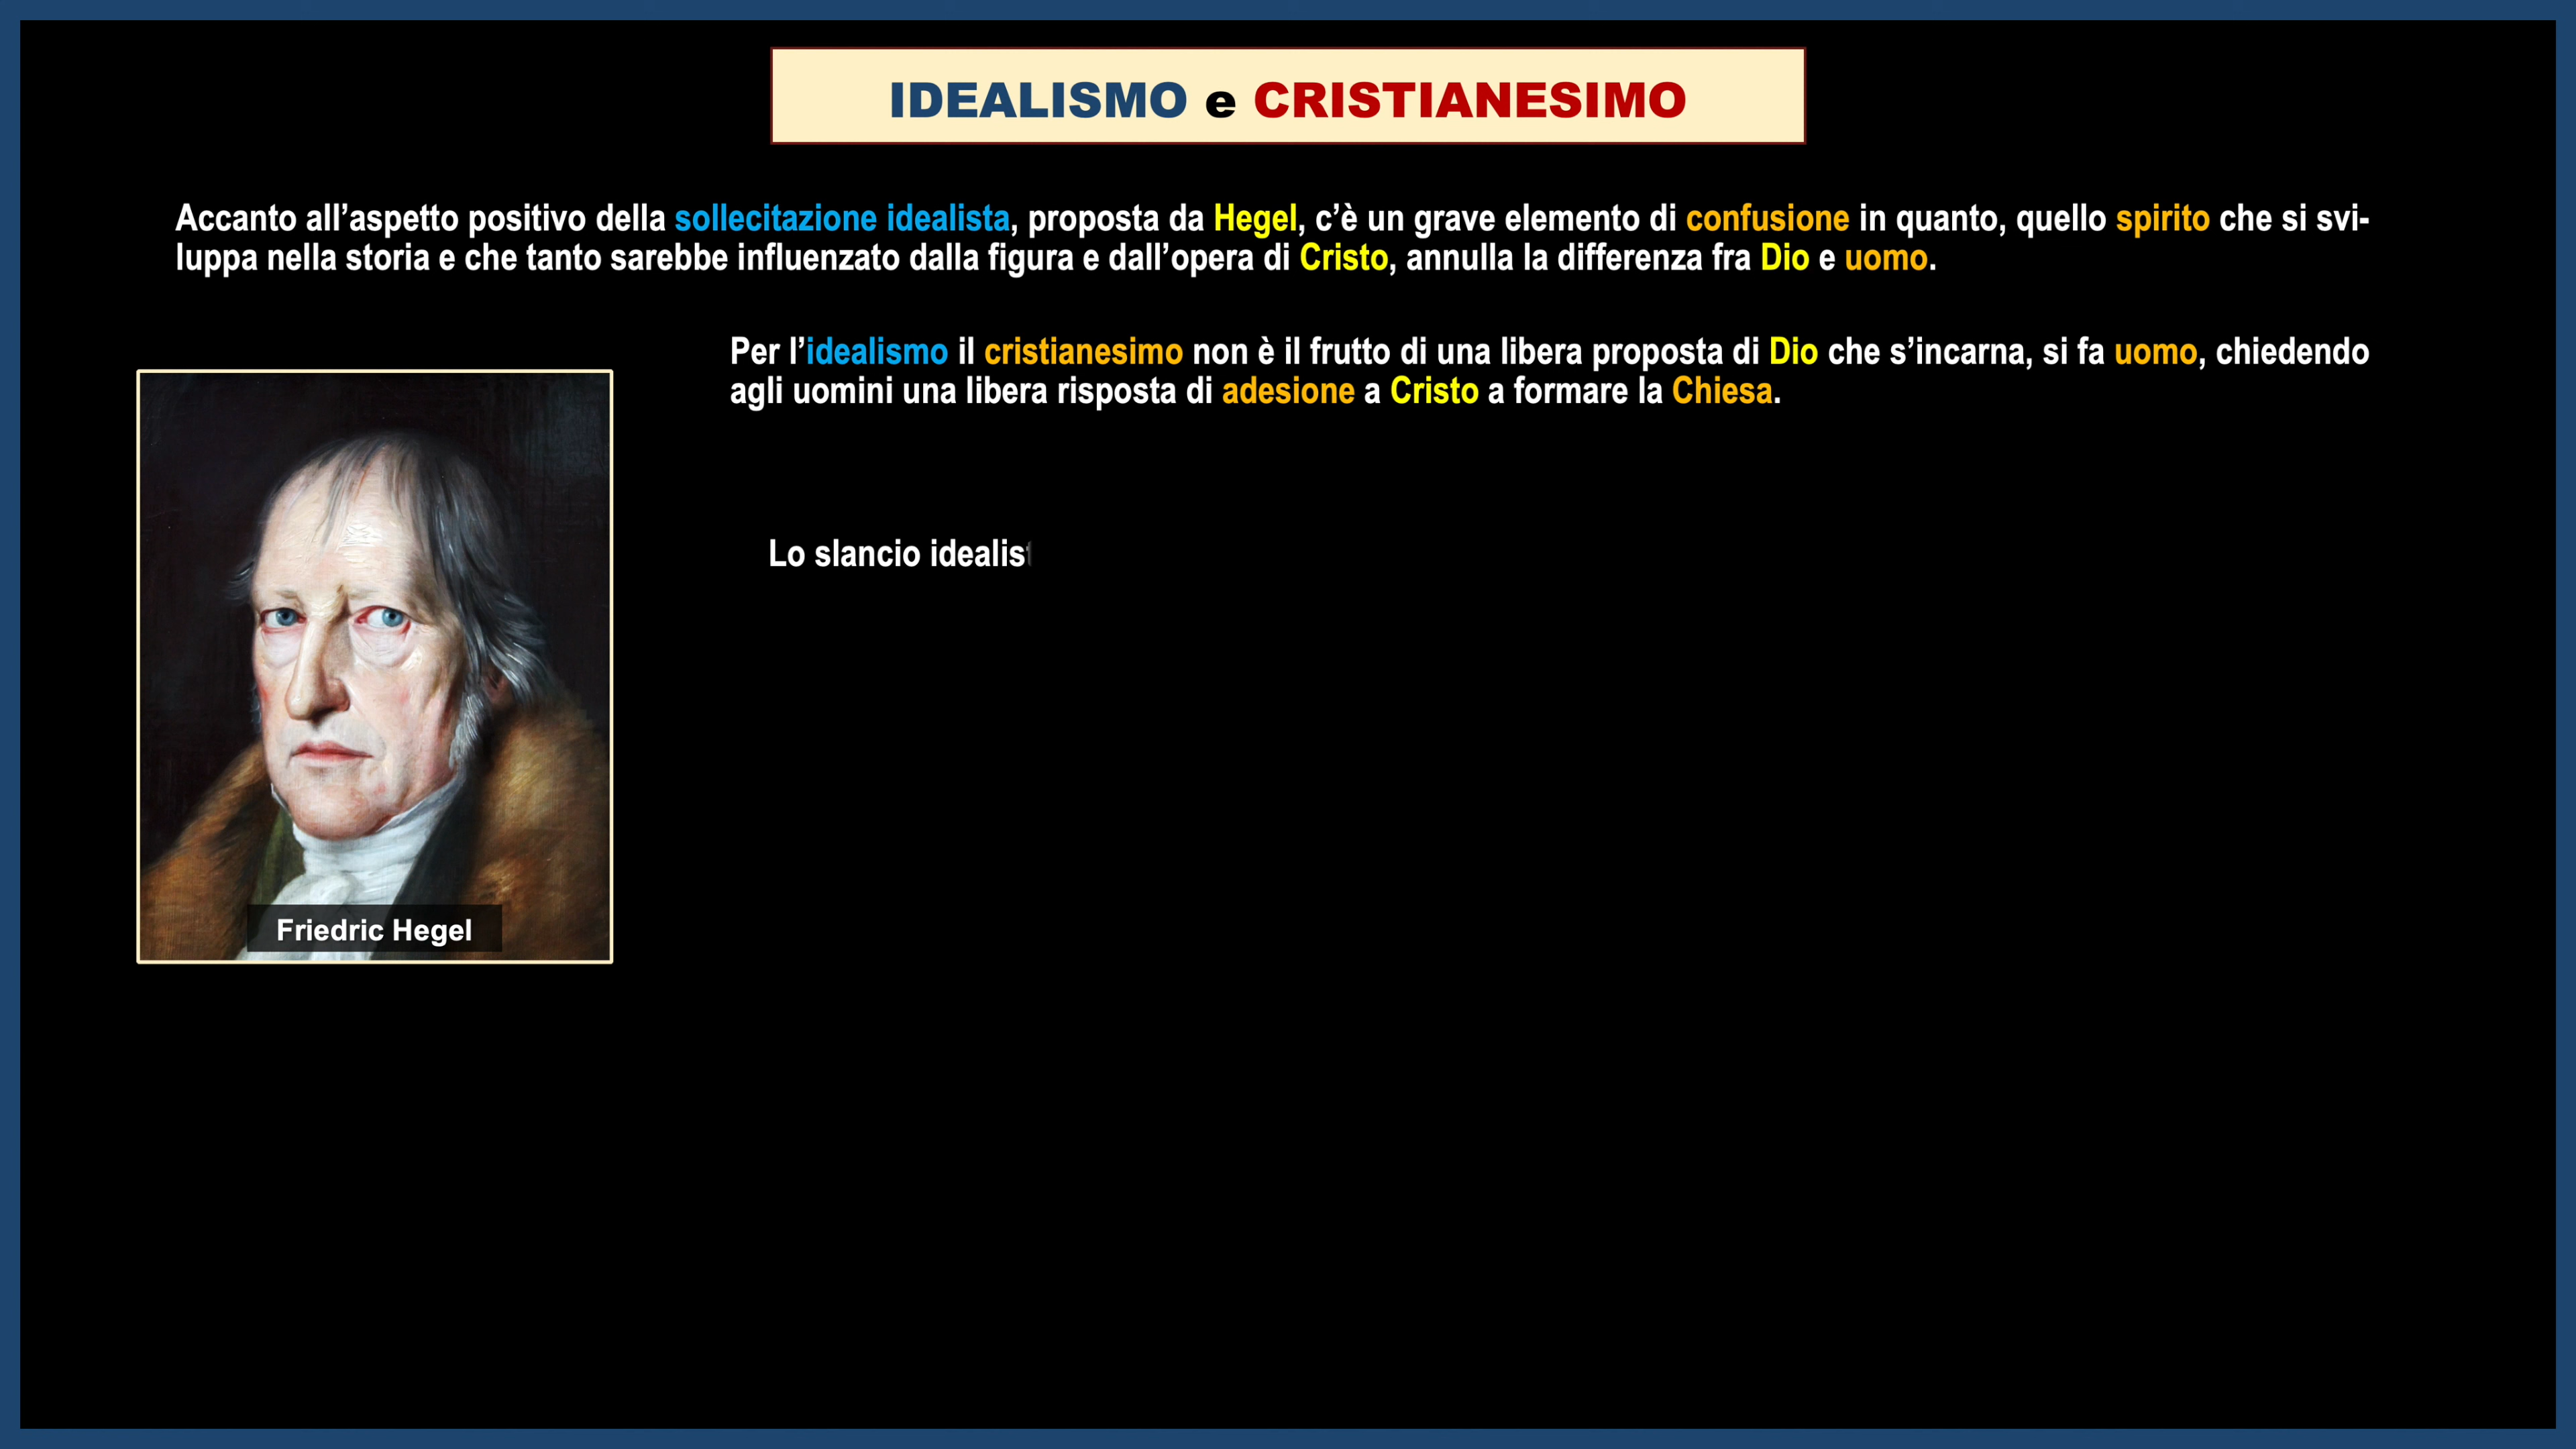 IDEALISMO e CRISTIANESIMO
Accanto all’aspetto positivo della sollecitazione idealista, proposta da Hegel, c’è un grave elemento di confusione in quanto, quello spirito che si svi-
luppa nella storia e che tanto sarebbe influenzato dalla figura e dall’opera di Cristo, annulla la differenza fra Dio e uomo.
Per l’idealismo il cristianesimo non è il frutto di una libera proposta di Dio che s’incarna, si fa uomo, chiedendo
agli uomini una libera risposta di adesione a Cristo a formare la Chiesa.
Lo slancio idealist
Friedric Hegel